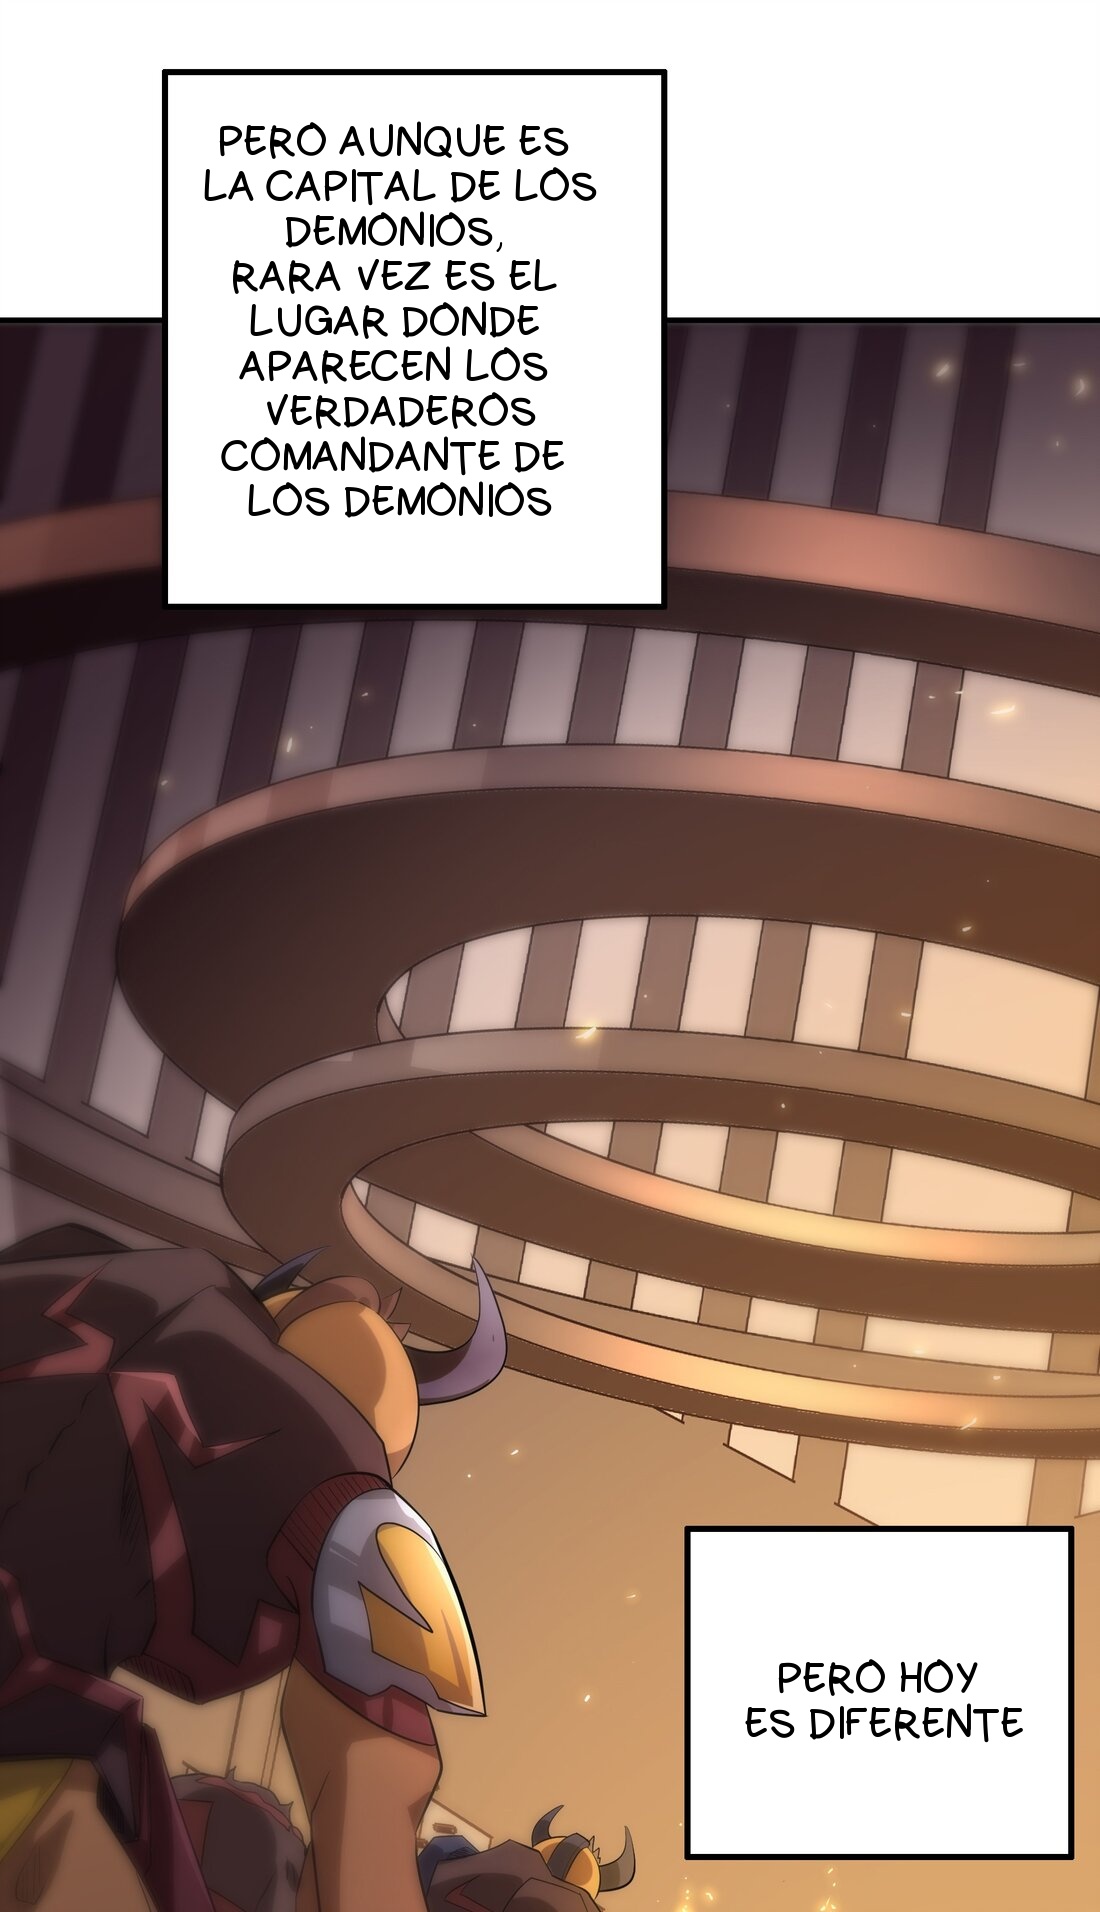 PERO AUNQUE ES
LA CAPITAL DE LOS
DEMONIOS,
RARA VEZ ES EL
LUGAR DONDE
APARECEN LOS
VERDADEROS
COMANDANTE DE
LOS DEMONIOS
PERO HOY
ES DIFERENTE